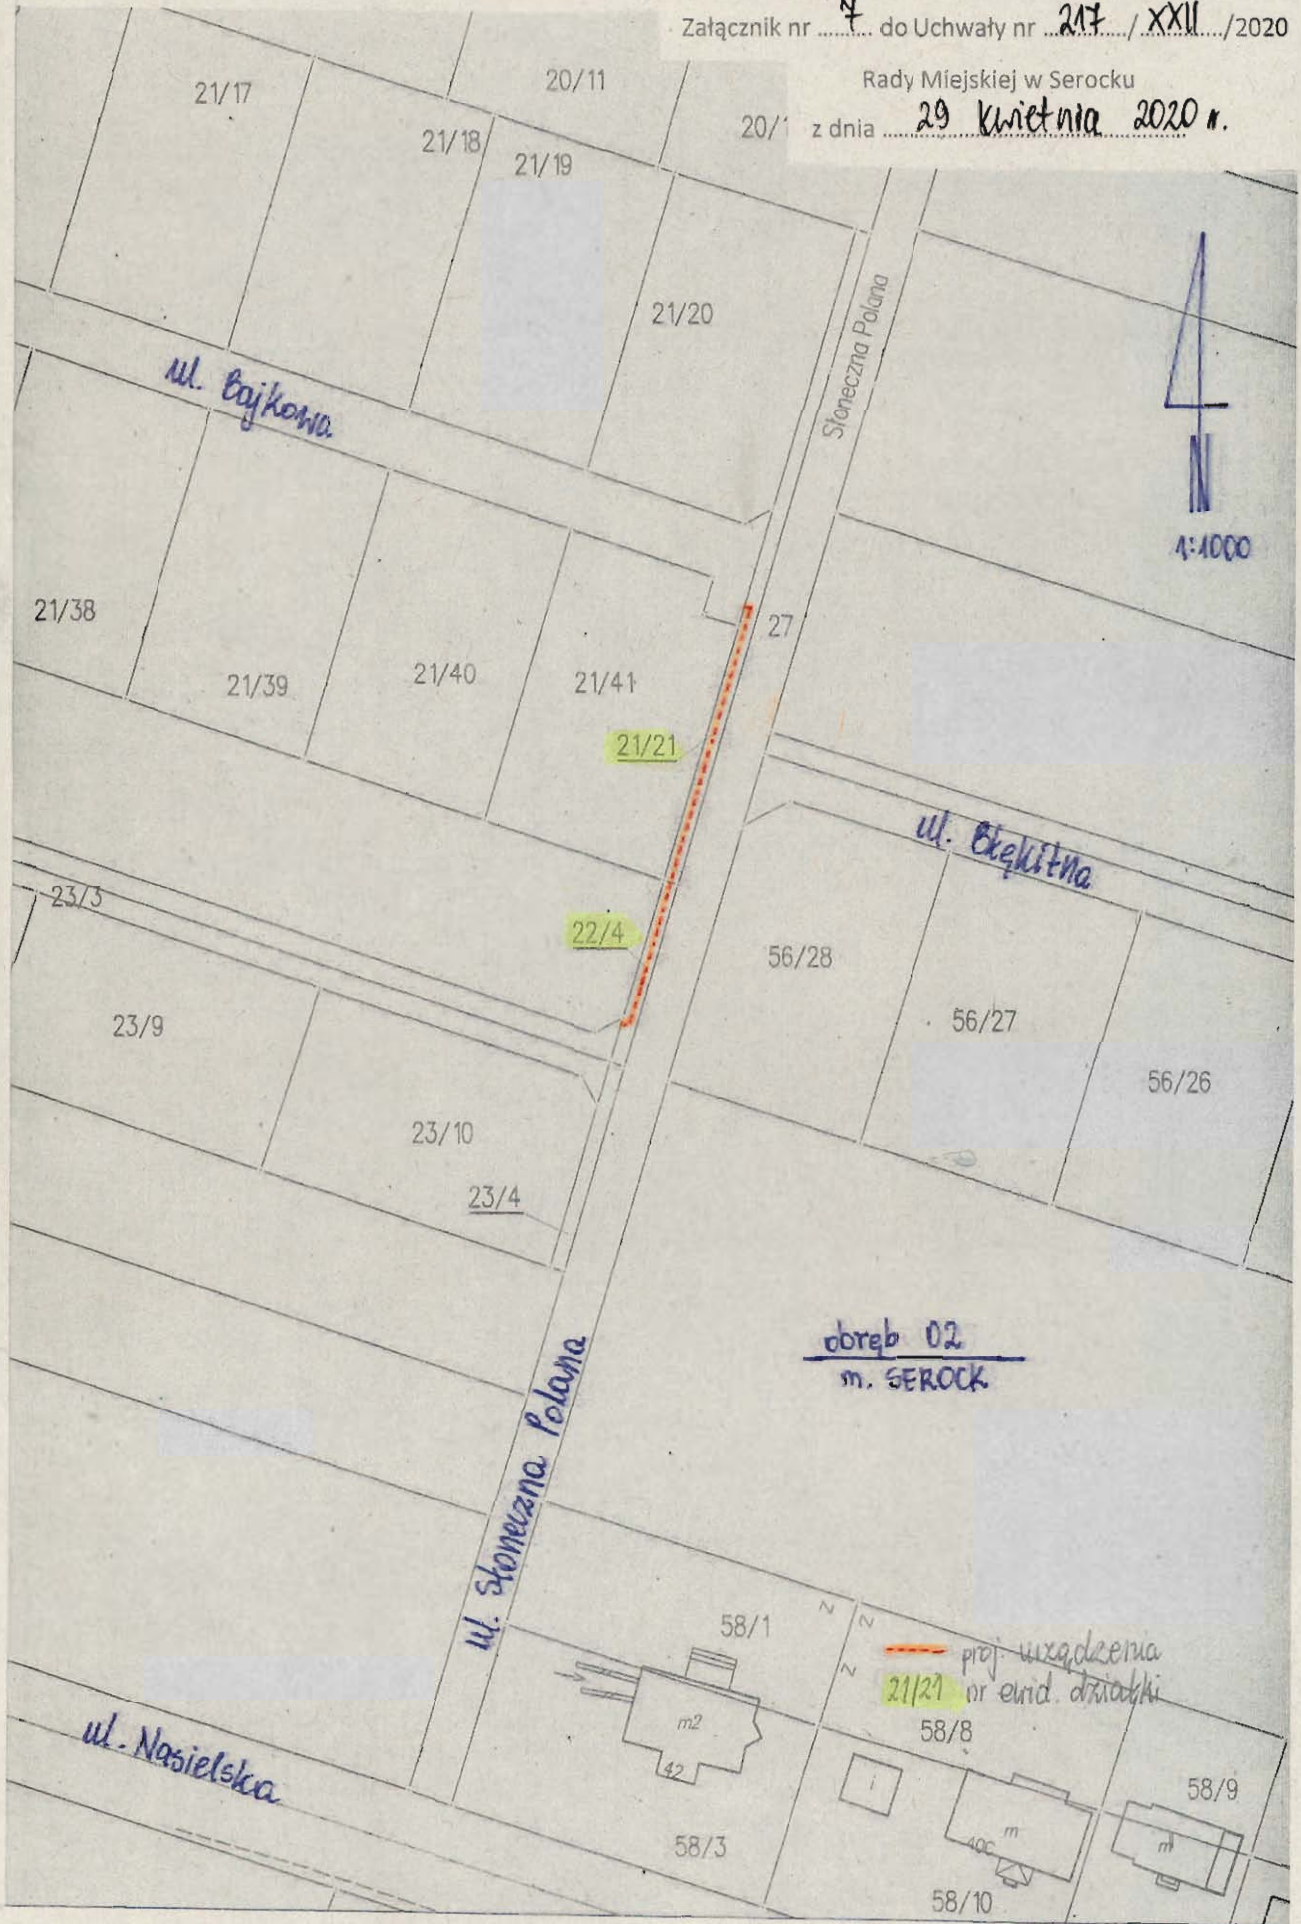 Załącznik nr ...7... do Uchwały nr ...217.../...XXII.../2020
Rady Miejskiej w Serocku
z dnia ...29 kwietnia 2020 r.
21/17
20/11
21/18
21/19
20/1
21/20
Słoneczna Polana
ul. Bajkowa
N
1:1000
21/38
21/39
21/40
21/41
27
21/21
ul. Błękitna
23/3
22/4
56/28
56/27
56/26
23/9
23/10
23/4
obręb 02
m. SEROCK
ul. Słoneczna Polana
58/1
z
z
z
proj. urządzenia
21/21 nr ewid. działki
m2
42
58/8
i
58/9
ul. Nasielska
58/3
m
40C
m
58/10